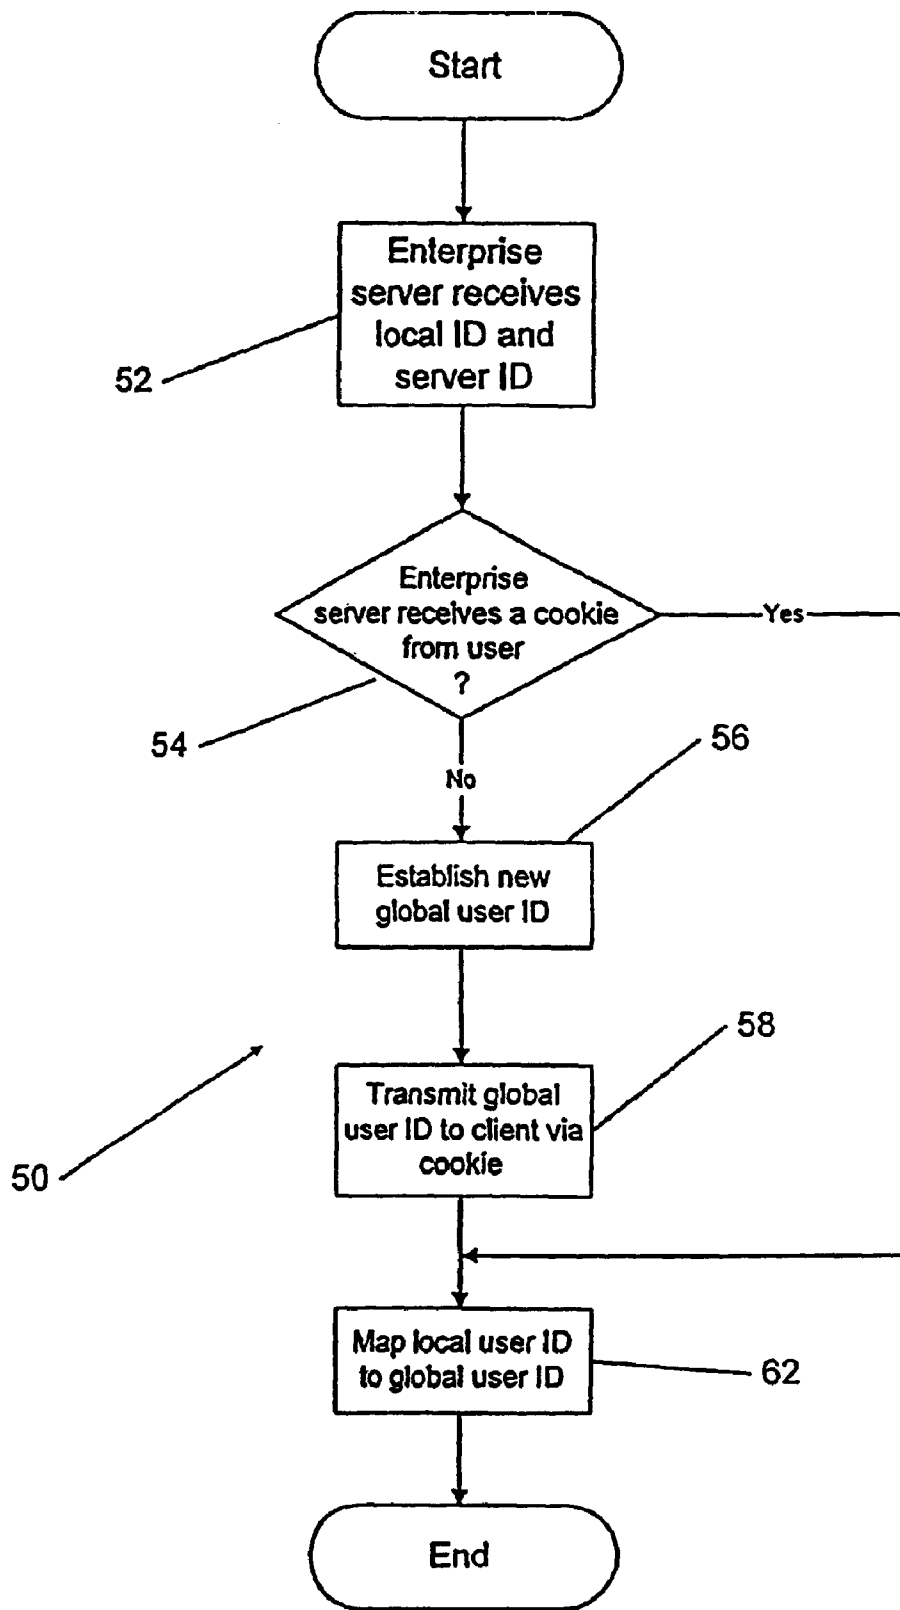 Start
Enterprise
server receives
local ID and
server ID
52
Enterprise
server receives a cookie
from user
?
Yes
54
No
56
Establish new
global user ID
58
Transmit global
user ID to client via
cookie
50
Map local user ID
to global user ID
62
End